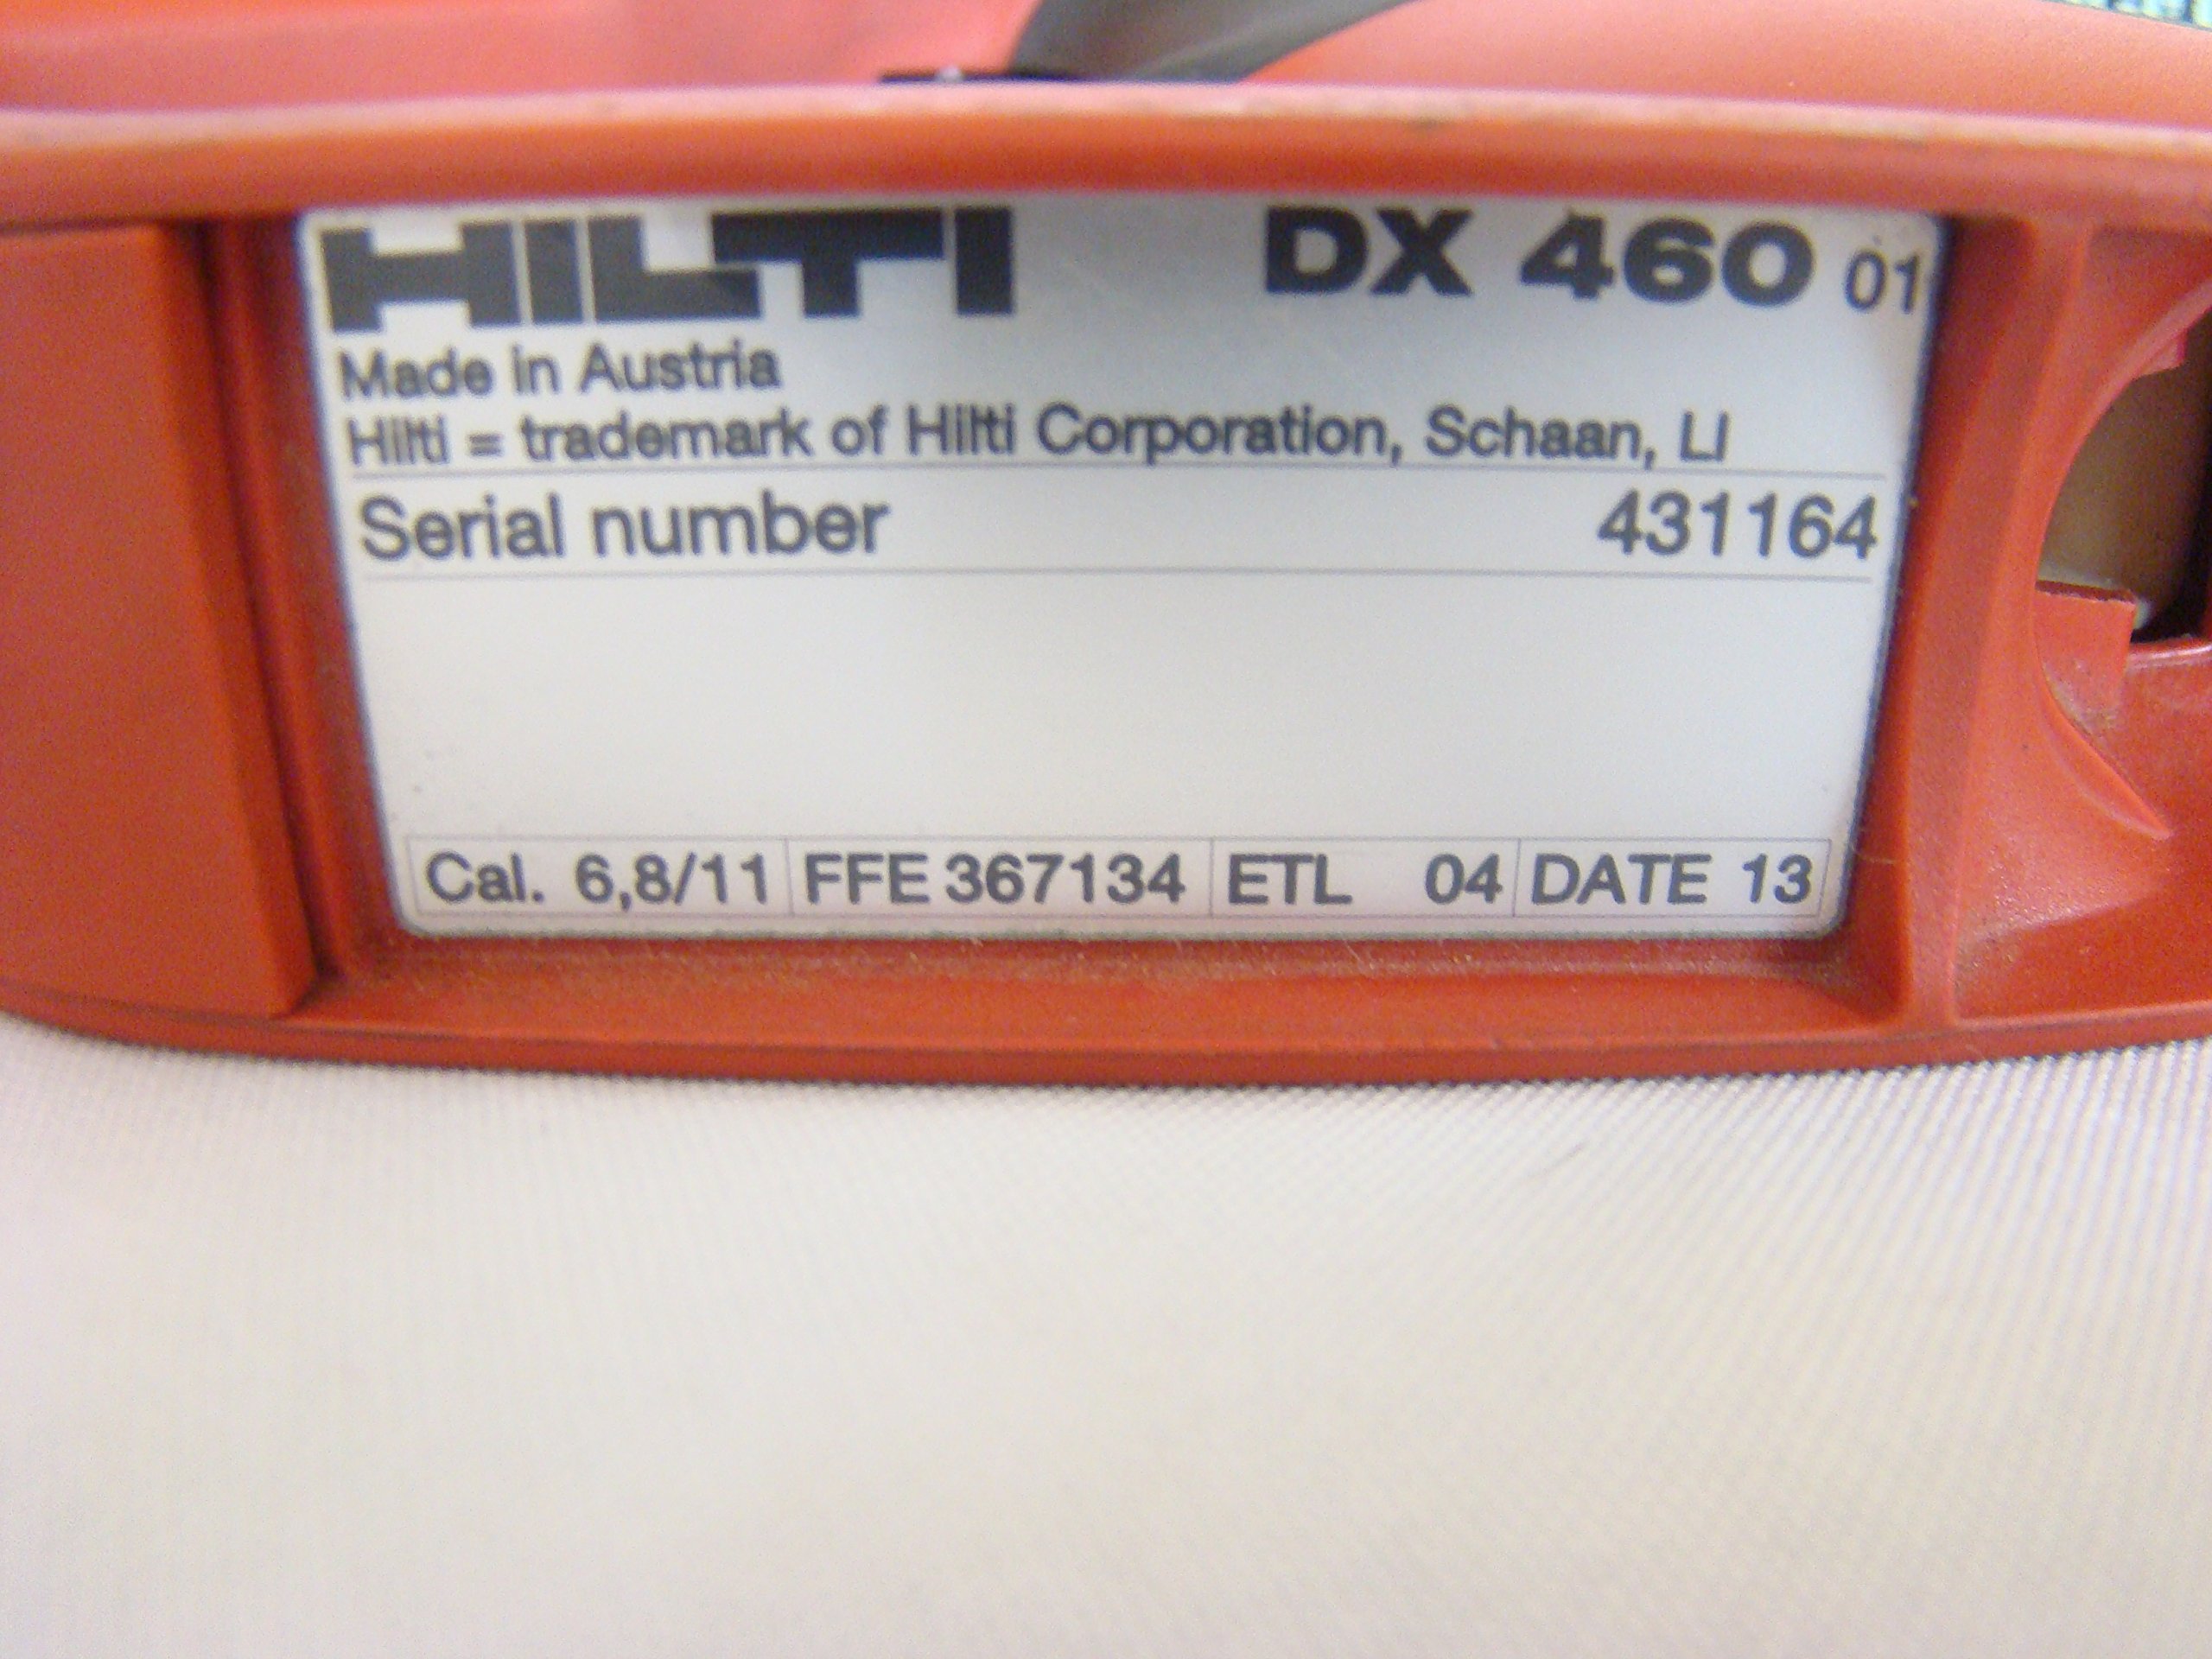 HILTI DX 460 01
Made in Austria
Hilti = trademark of Hilti Corporation, Schaan, LI
Serial number 431164
Cal. 6,8/11 FFE 367134 ETL 04 DATE 13